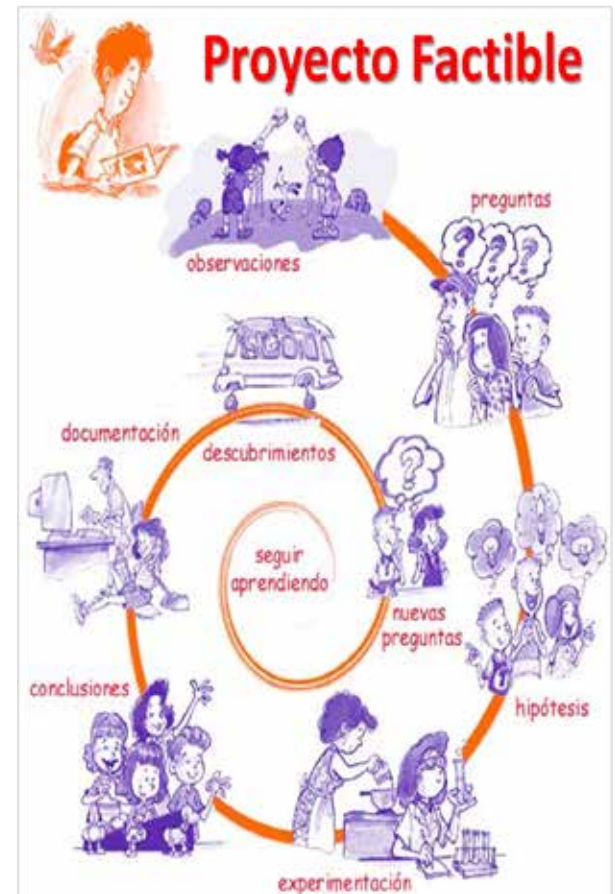 Proyecto Factible
observaciones
preguntas
? ? ?
hipótesis
experimentación
conclusiones
documentación
descubrimientos
?
nuevas
preguntas
seguir
aprendiendo